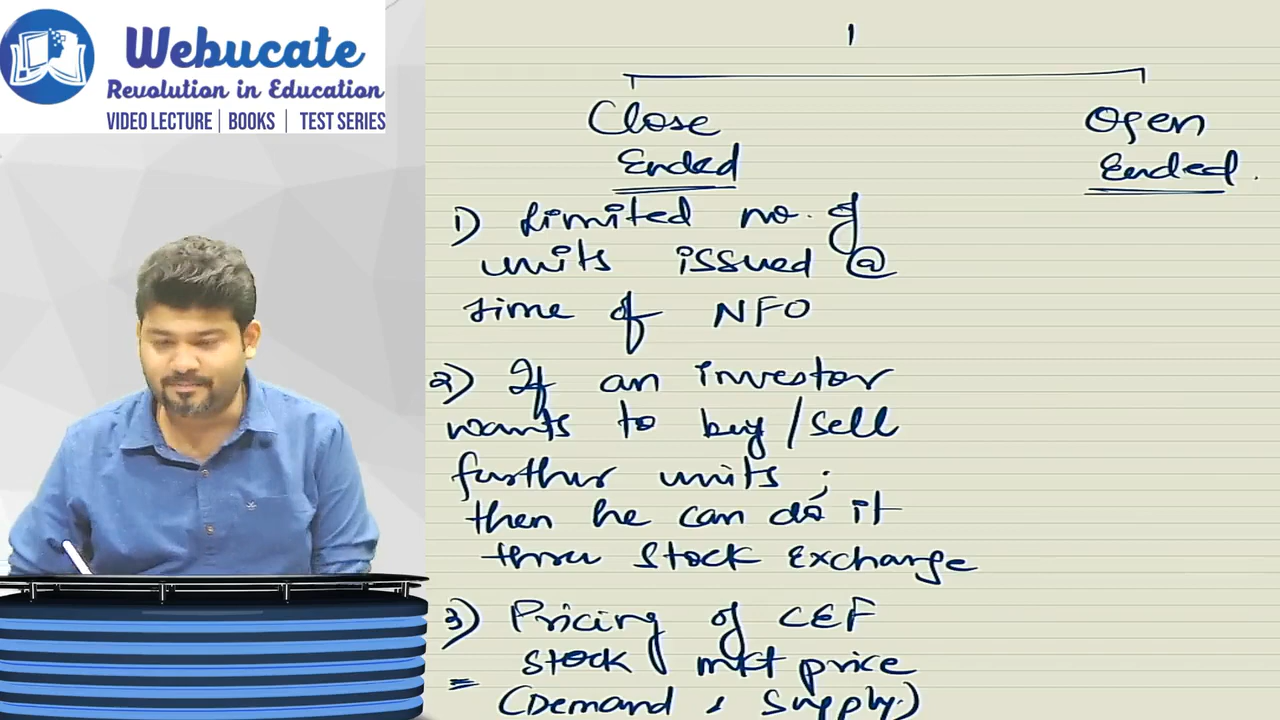 Webucate
Revolution in Education
VIDEO LECTURE | BOOKS | TEST SERIES
Close
Ended
Open
Ended.
1) Limited no. of
units issued @
time of NFO
2) If an investor
wants to buy/sell
further units;
then he can do it
thru Stock Exchange
3) Pricing of CEF
= stock mkt price
(Demand & Supply.)